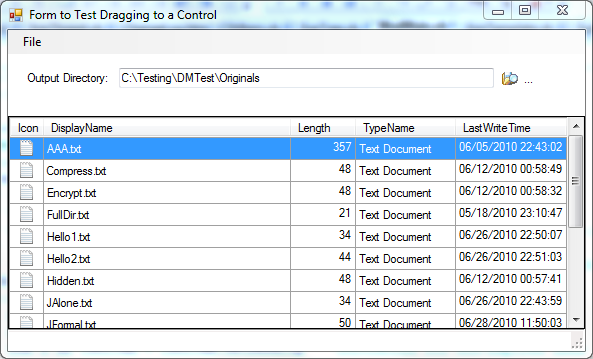 Form to Test Dragging to a Control
File
Output Directory: C:\Testing\DMTest\Originals ...
Icon DisplayName Length TypeName LastWriteTime
AAA.txt 357 Text Document 06/05/2010 22:43:02
Compress.txt 48 Text Document 06/12/2010 00:58:49
Encrypt.txt 48 Text Document 06/12/2010 00:58:32
FullDir.txt 21 Text Document 05/18/2010 23:10:47
Hello1.txt 34 Text Document 06/26/2010 22:50:07
Hello2.txt 44 Text Document 06/26/2010 22:51:03
Hidden.txt 48 Text Document 06/12/2010 00:57:41
JAlone.txt 34 Text Document 06/26/2010 22:43:59
JFormal.txt 50 Text Document 06/28/2010 11:50:03